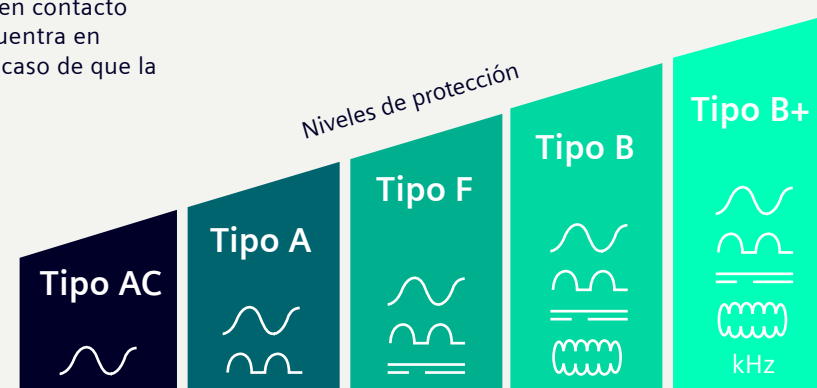 en contacto
uentra en
caso de que la
Niveles de protección
Tipo AC
Tipo A
Tipo F
Tipo B
Tipo B+
kHz